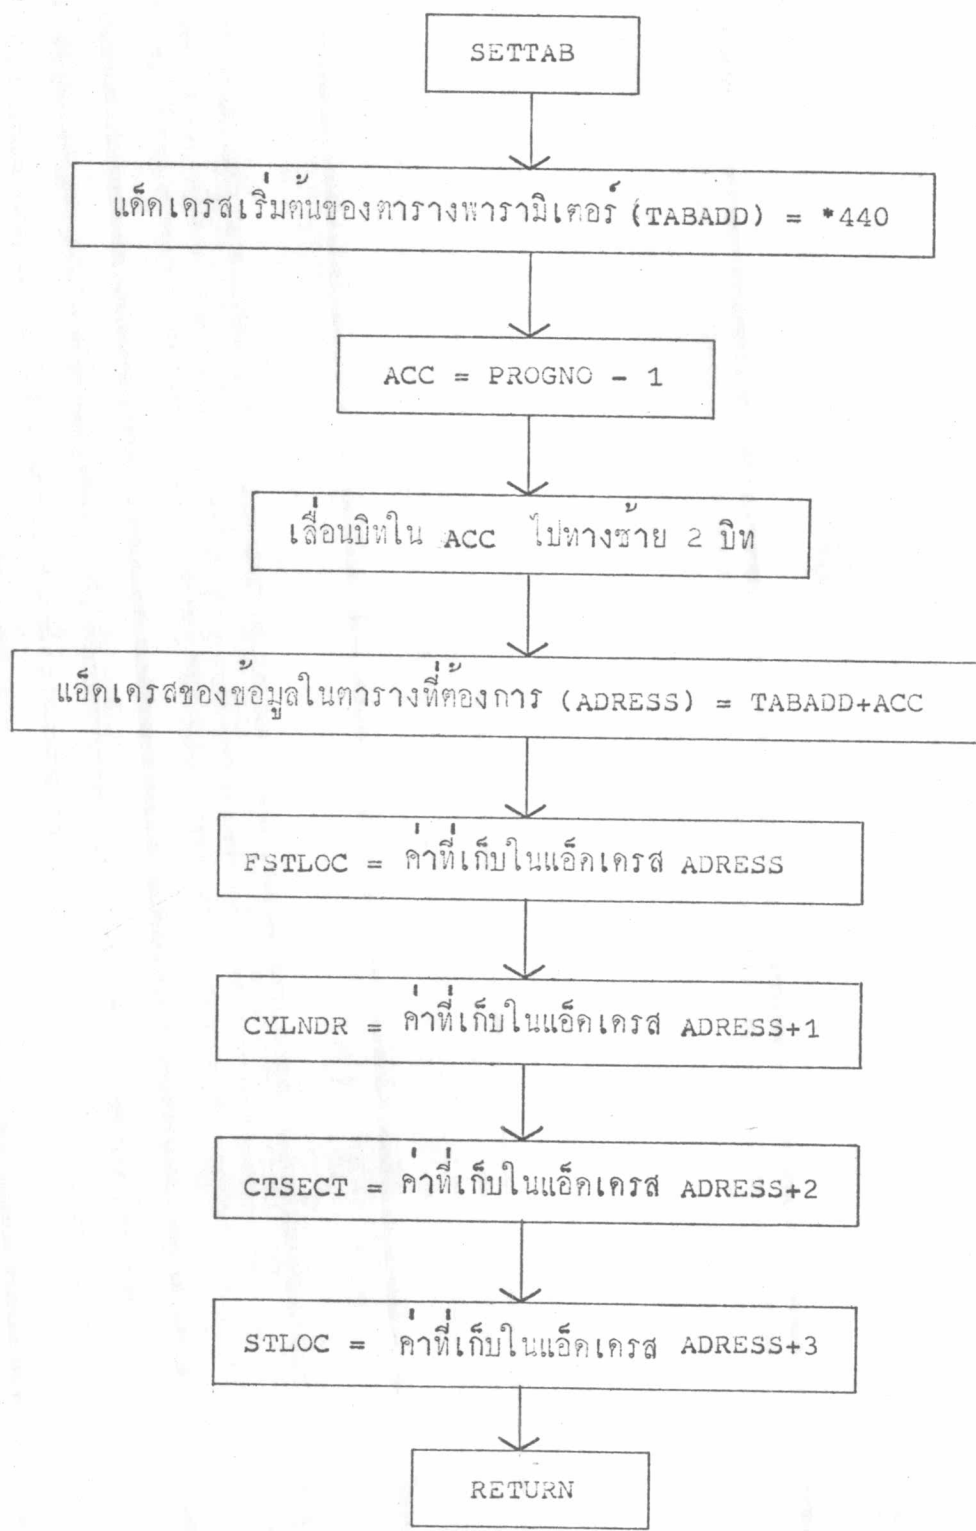 SETTAB
แด็ดเดรสเริ่มต้นของตารางพารามิเตอร์ (TABADD) = *440
ACC = PROGNO - 1
เลื่อนบิทใน ACC ไปทางซ้าย 2 บิท
แอ็ดเดรสของข้อมูลในตารางที่ต้องการ (ADRESS) = TABADD+ACC
FSTLOC = ค่าที่เก็บในแอ็ดเดรส ADRESS
CYLNDR = ค่าที่เก็บในแอ็ดเดรส ADRESS+1
CTSECT = ค่าที่เก็บในแอ็ดเดรส ADRESS+2
STLOC = ค่าที่เก็บในแอ็ดเดรส ADRESS+3
RETURN